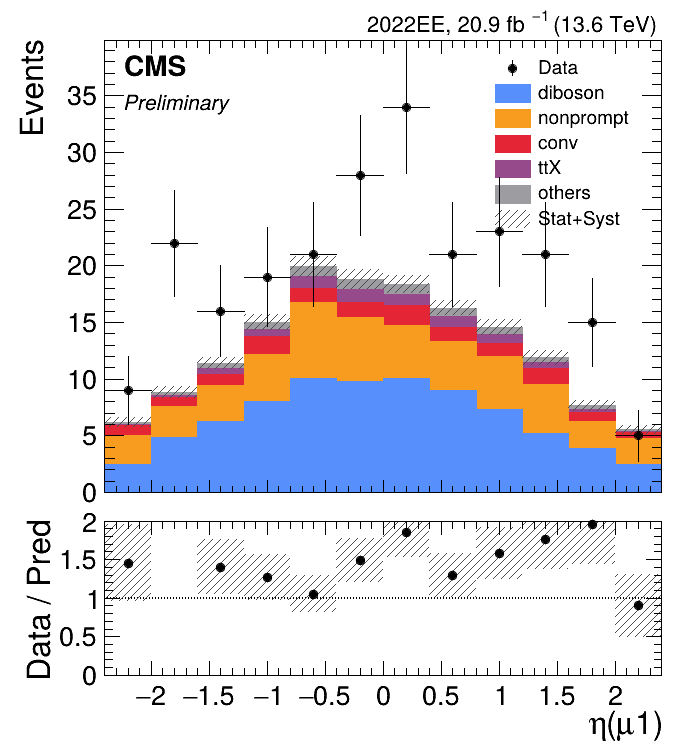 2022EE, 20.9 fb⁻¹ (13.6 TeV)
CMS
Preliminary
Events
35
30
25
20
15
10
5
0
Data
diboson
nonprompt
conv
ttX
others
Stat+Syst
Data / Pred
2
1.5
1
0.5
0
−2 −1.5 −1 −0.5 0 0.5 1 1.5 2
η(μ1)